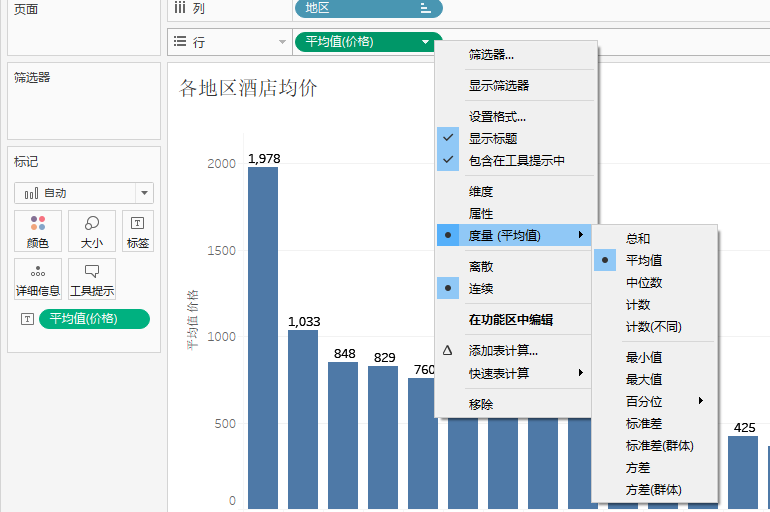 页面
列
地区
行
平均值(价格)
筛选器
各地区酒店均价
标记
自动
颜色
大小
标签
详细信息
工具提示
平均值(价格)
平均值 价格
2000
1500
1000
500
0
1,978
1,033
848
829
760
425
筛选器...
显示筛选器
设置格式...
显示标题
包含在工具提示中
维度
属性
度量 (平均值)
离散
连续
在功能区中编辑
添加表计算...
快速表计算
移除
总和
平均值
中位数
计数
计数(不同)
最小值
最大值
百分位
标准差
标准差(群体)
方差
方差(群体)